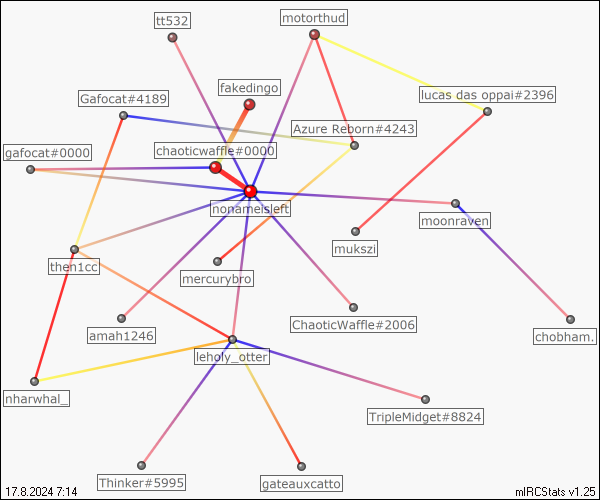 tt532
motorthud
fakedingo
Gafocat#4189
lucas das oppai#2396
Azure Reborn#4243
gafocat#0000
chaoticwaffle#0000
nonameisleft
moonraven
mukszi
then1cc
mercurybro
ChaoticWaffle#2006
amah1246
chobham.
leholy_otter
nharwhal_
TripleMidget#8824
Thinker#5995
gateauxcatto
17.8.2024 7:14
mIRCStats v1.25